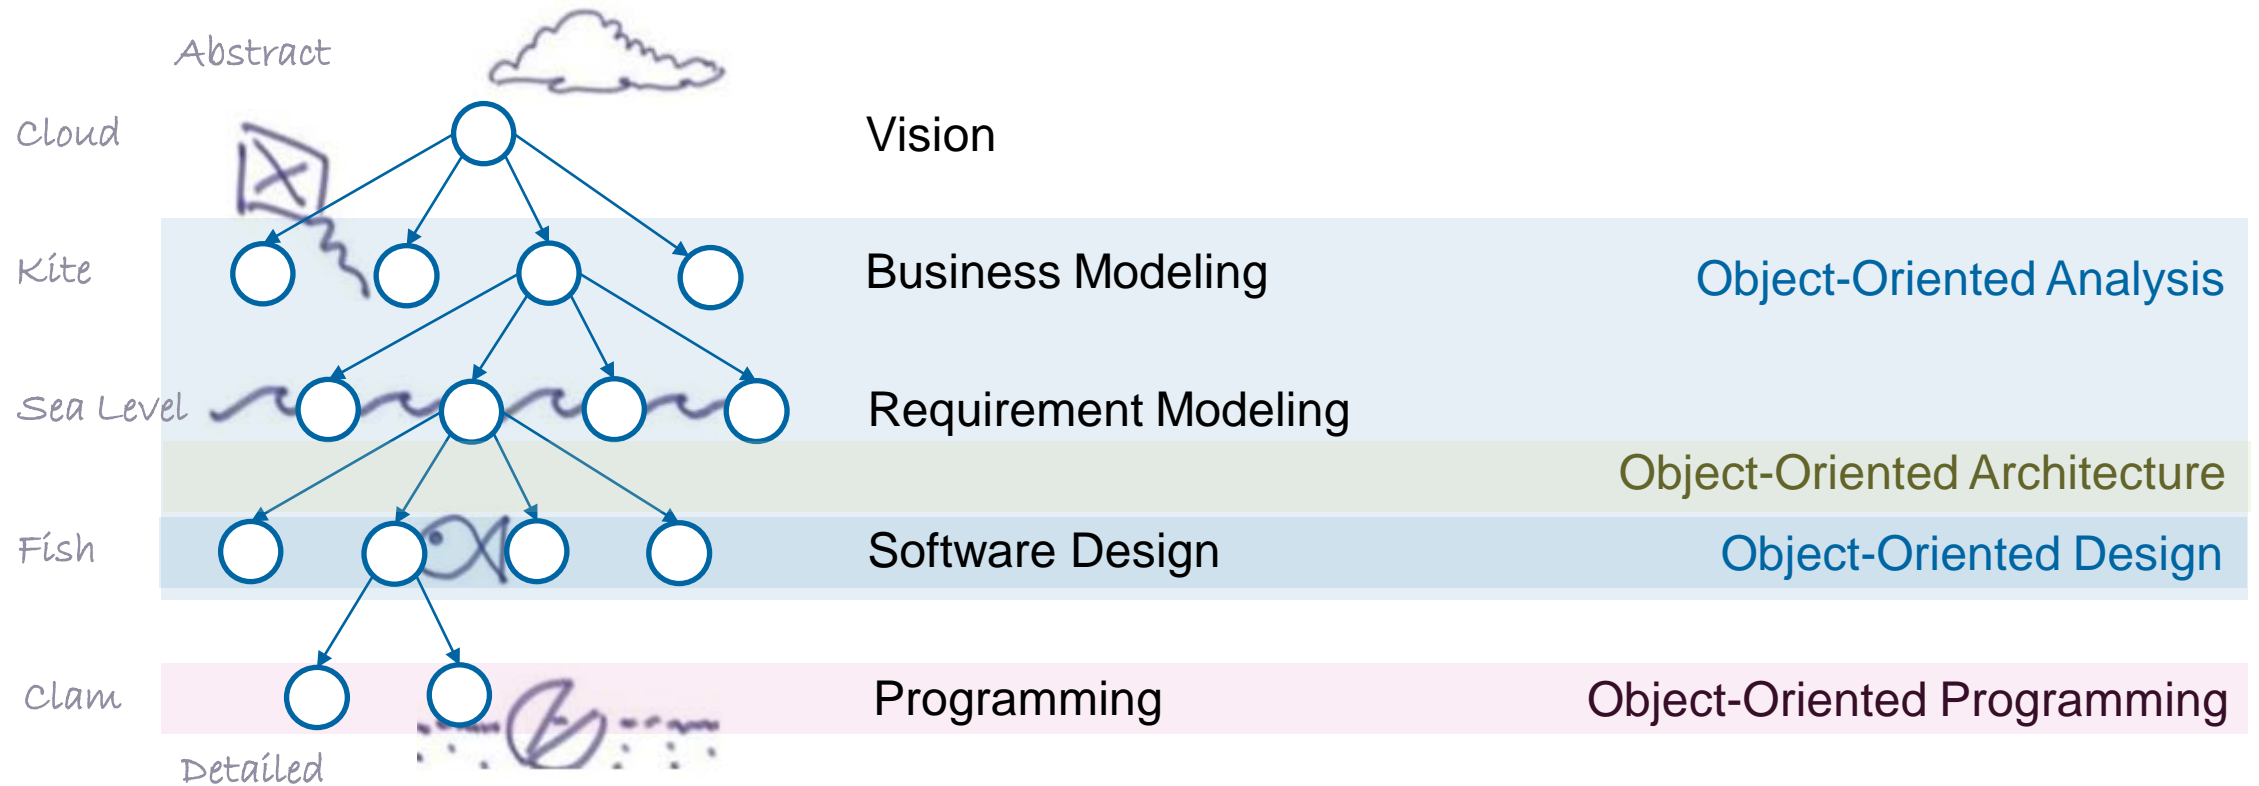 Abstract
Cloud
Vision
Kite
Business Modeling
Object-Oriented Analysis
Sea Level
Requirement Modeling
Object-Oriented Architecture
Fish
Software Design
Object-Oriented Design
Clam
Programming
Object-Oriented Programming
Detailed